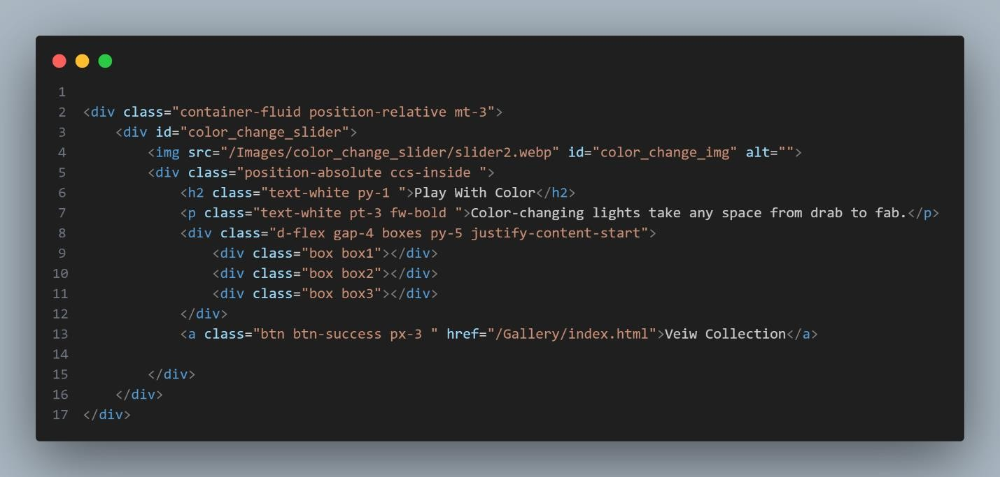 1
2 <div class="container-fluid position-relative mt-3">
3     <div id="color_change_slider">
4         <img src="/Images/color_change_slider/slider2.webp" id="color_change_img" alt="">
5         <div class="position-absolute ccs-inside ">
6             <h2 class="text-white py-1 ">Play With Color</h2>
7             <p class="text-white pt-3 fw-bold ">Color-changing lights take any space from drab to fab.</p>
8             <div class="d-flex gap-4 boxes py-5 justify-content-start">
9                 <div class="box box1"></div>
10                 <div class="box box2"></div>
11                 <div class="box box3"></div>
12             </div>
13             <a class="btn btn-success px-3 " href="/Gallery/index.html">Veiw Collection</a>
14
15         </div>
16     </div>
17 </div>